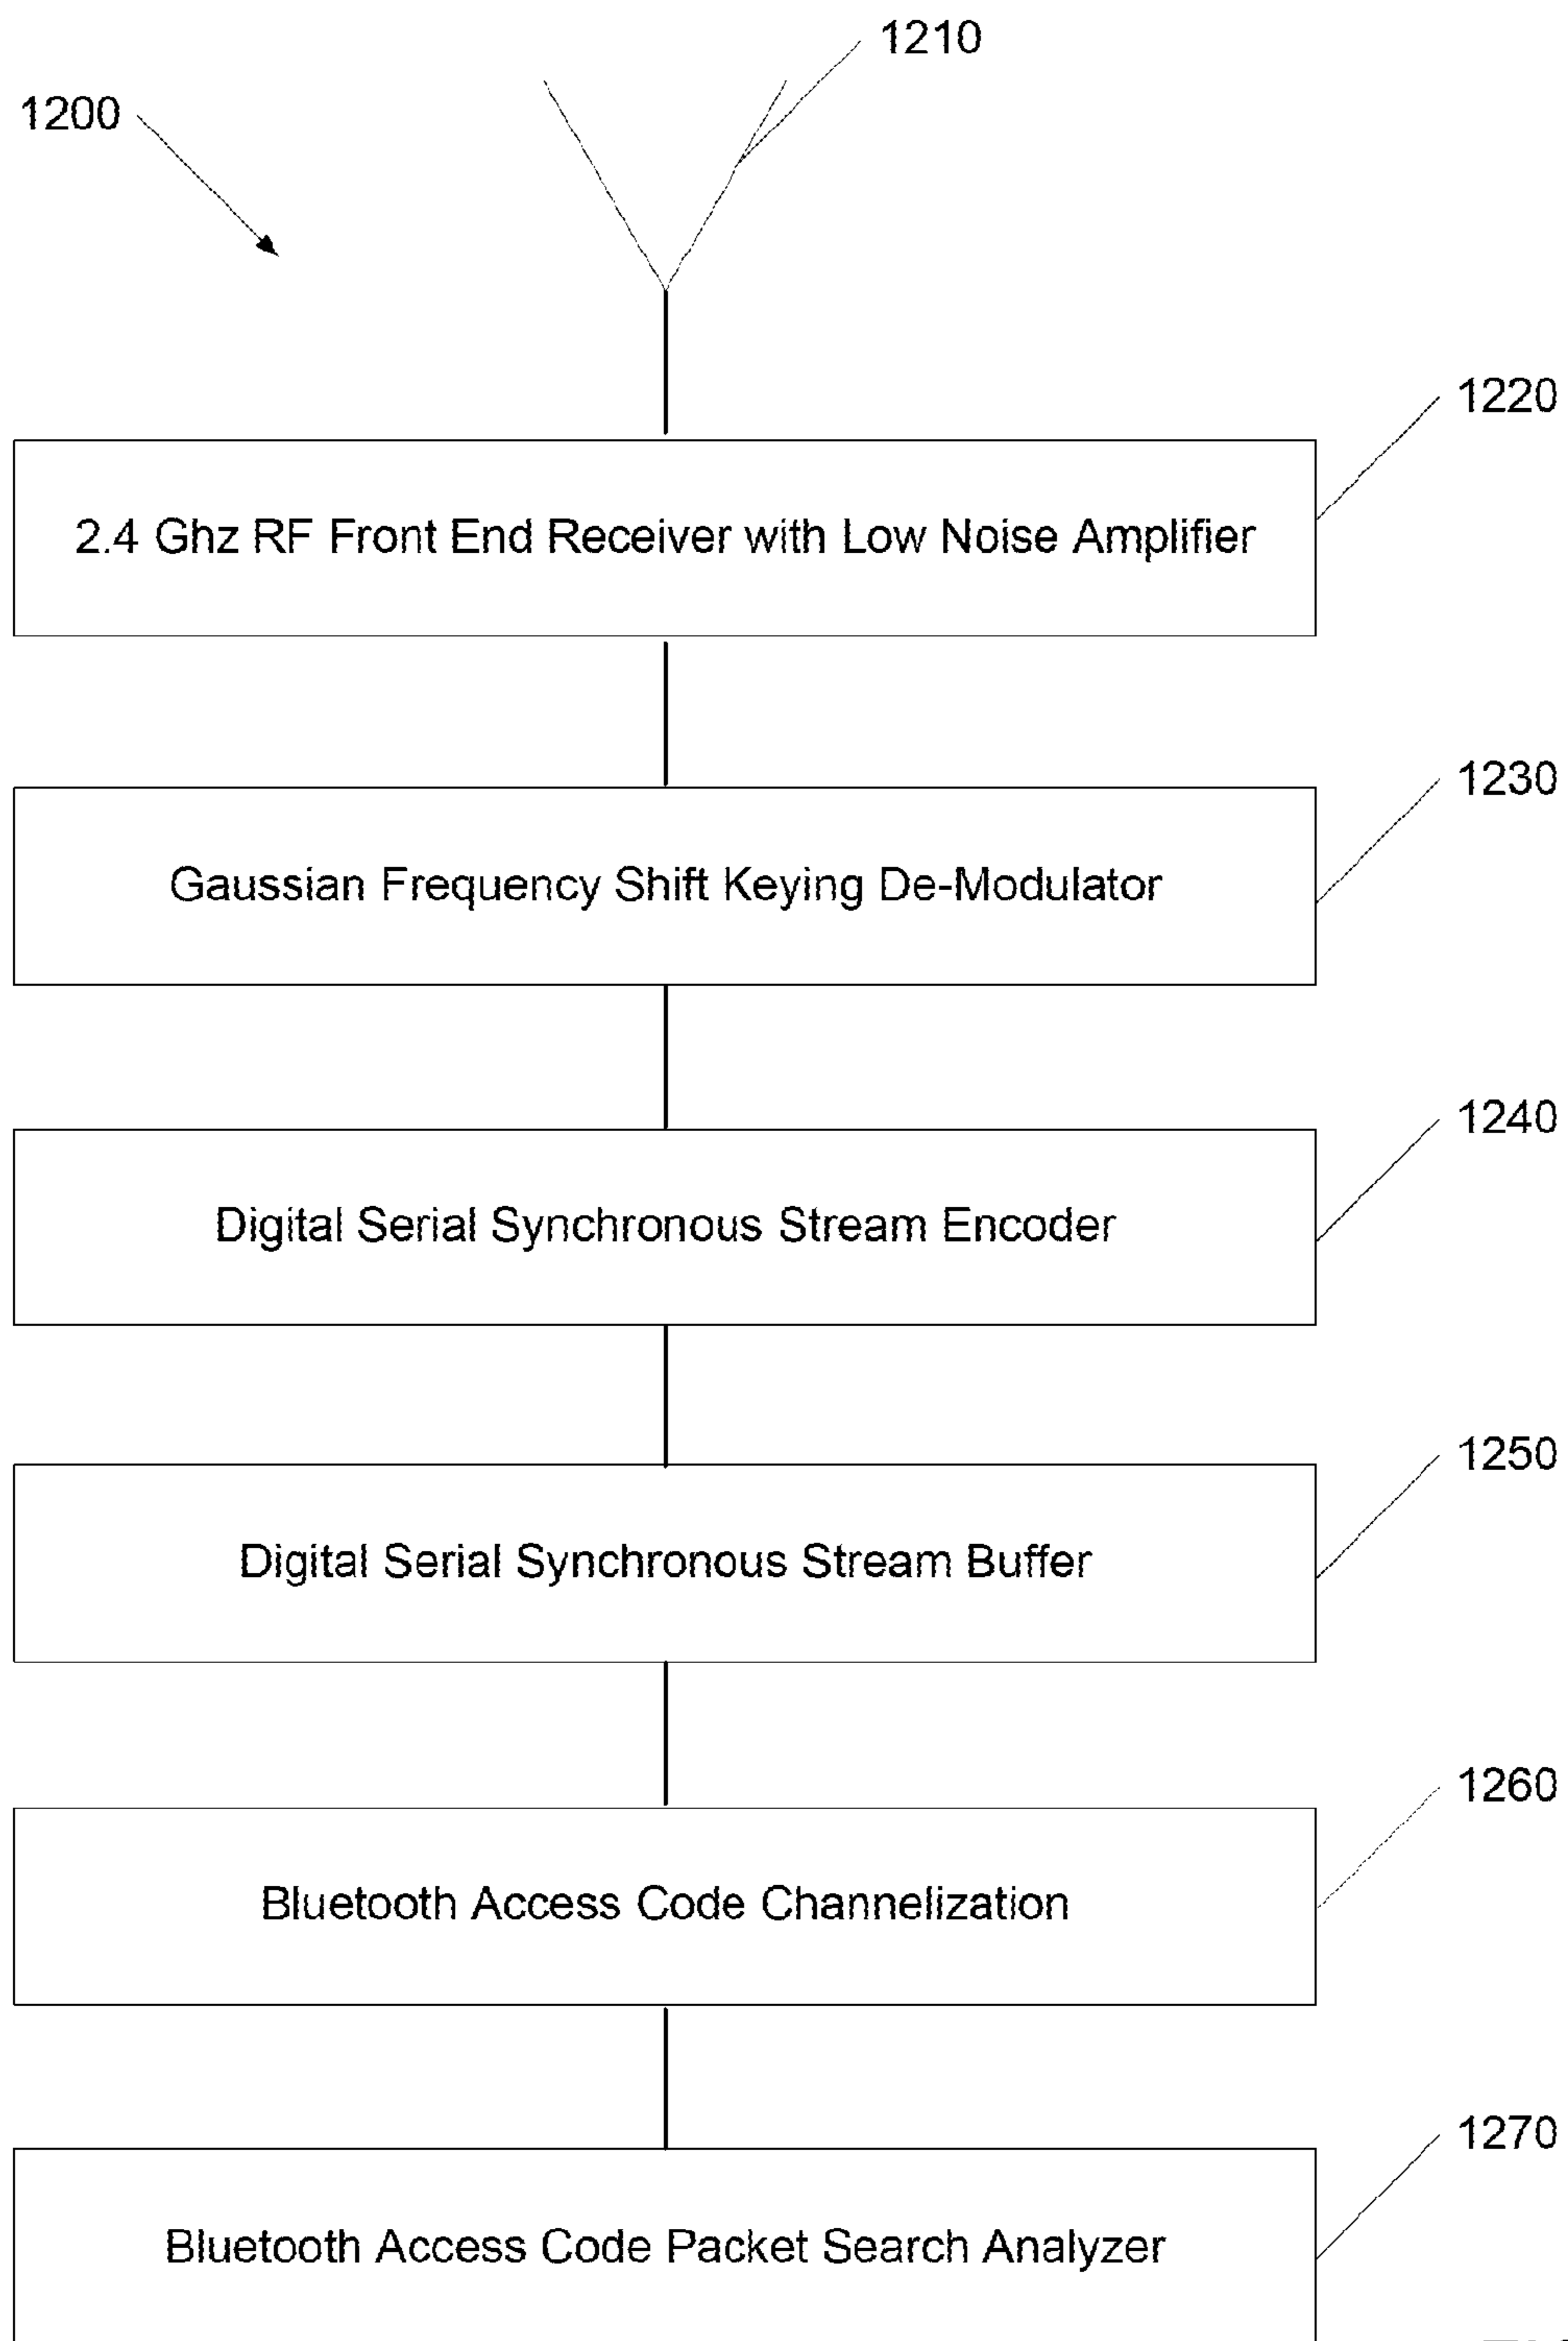 1210
1200
1220
2.4 Ghz RF Front End Receiver with Low Noise Amplifier
1230
Gaussian Frequency Shift Keying De-Modulator
1240
Digital Serial Synchronous Stream Encoder
1250
Digital Serial Synchronous Stream Buffer
1260
Bluetooth Access Code Channelization
1270
Bluetooth Access Code Packet Search Analyzer